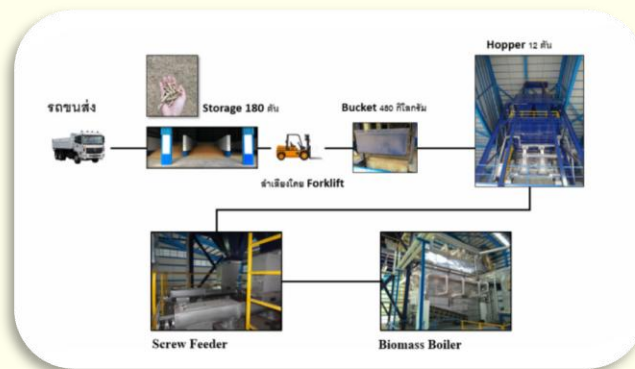 Hopper 12 ตัน
รถขนส่ง
Storage 180 ตัน
Bucket 480 กิโลกรัม
ลำเลียงโดย Forklift
Screw Feeder
Biomass Boiler